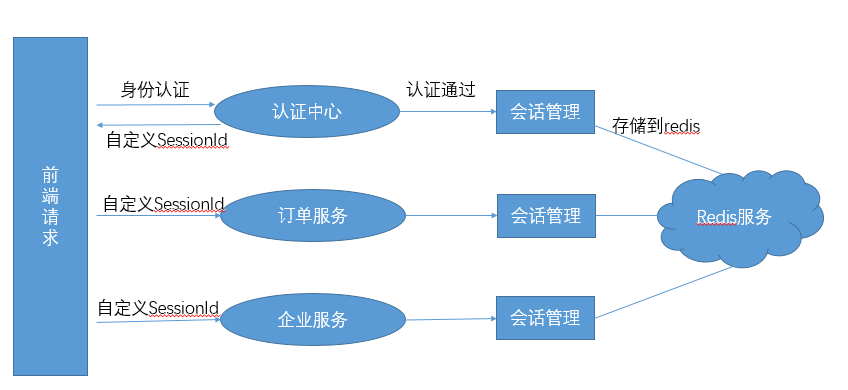 前端请求
身份认证
认证中心
认证通过
会话管理
自定义SessionId
存储到redis
自定义SessionId
订单服务
会话管理
Redis服务
自定义SessionId
企业服务
会话管理